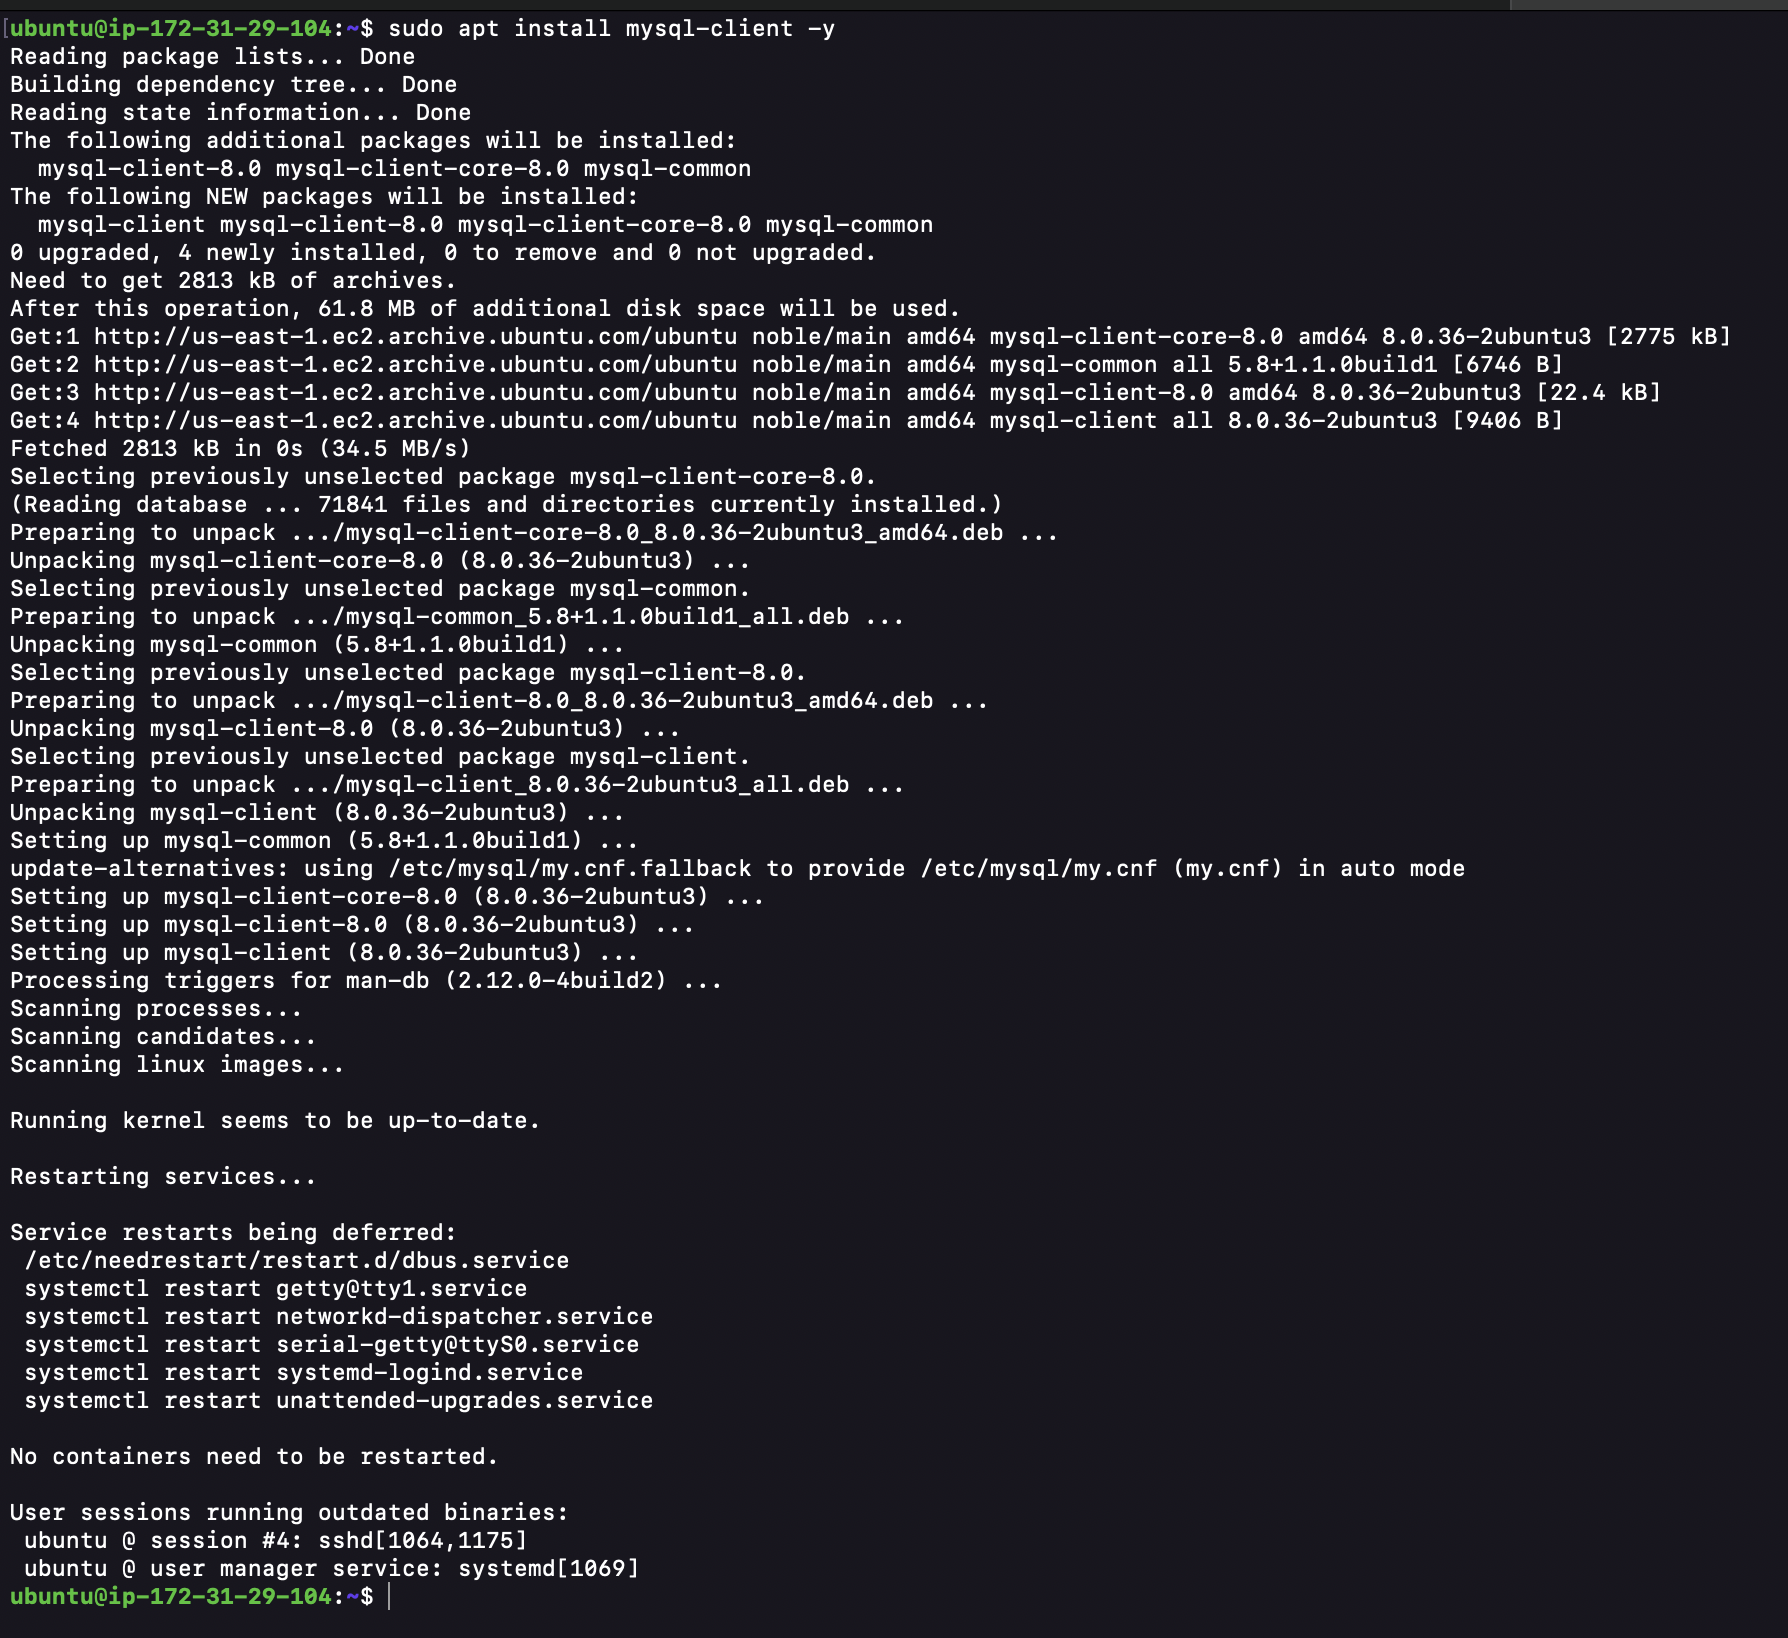 ubuntu@ip-172-31-29-104:~$ sudo apt install mysql-client -y
Reading package lists... Done
Building dependency tree... Done
Reading state information... Done
The following additional packages will be installed:
  mysql-client-8.0 mysql-client-core-8.0 mysql-common
The following NEW packages will be installed:
  mysql-client mysql-client-8.0 mysql-client-core-8.0 mysql-common
0 upgraded, 4 newly installed, 0 to remove and 0 not upgraded.
Need to get 2813 kB of archives.
After this operation, 61.8 MB of additional disk space will be used.
Get:1 http://us-east-1.ec2.archive.ubuntu.com/ubuntu noble/main amd64 mysql-client-core-8.0 amd64 8.0.36-2ubuntu3 [2775 kB]
Get:2 http://us-east-1.ec2.archive.ubuntu.com/ubuntu noble/main amd64 mysql-common all 5.8+1.1.0build1 [6746 B]
Get:3 http://us-east-1.ec2.archive.ubuntu.com/ubuntu noble/main amd64 mysql-client-8.0 amd64 8.0.36-2ubuntu3 [22.4 kB]
Get:4 http://us-east-1.ec2.archive.ubuntu.com/ubuntu noble/main amd64 mysql-client all 8.0.36-2ubuntu3 [9406 B]
Fetched 2813 kB in 0s (34.5 MB/s)
Selecting previously unselected package mysql-client-core-8.0.
(Reading database ... 71841 files and directories currently installed.)
Preparing to unpack .../mysql-client-core-8.0_8.0.36-2ubuntu3_amd64.deb ...
Unpacking mysql-client-core-8.0 (8.0.36-2ubuntu3) ...
Selecting previously unselected package mysql-common.
Preparing to unpack .../mysql-common_5.8+1.1.0build1_all.deb ...
Unpacking mysql-common (5.8+1.1.0build1) ...
Selecting previously unselected package mysql-client-8.0.
Preparing to unpack .../mysql-client-8.0_8.0.36-2ubuntu3_amd64.deb ...
Unpacking mysql-client-8.0 (8.0.36-2ubuntu3) ...
Selecting previously unselected package mysql-client.
Preparing to unpack .../mysql-client_8.0.36-2ubuntu3_all.deb ...
Unpacking mysql-client (8.0.36-2ubuntu3) ...
Setting up mysql-common (5.8+1.1.0build1) ...
update-alternatives: using /etc/mysql/my.cnf.fallback to provide /etc/mysql/my.cnf (my.cnf) in auto mode
Setting up mysql-client-core-8.0 (8.0.36-2ubuntu3) ...
Setting up mysql-client-8.0 (8.0.36-2ubuntu3) ...
Setting up mysql-client (8.0.36-2ubuntu3) ...
Processing triggers for man-db (2.12.0-4build2) ...
Scanning processes...
Scanning candidates...
Scanning linux images...

Running kernel seems to be up-to-date.

Restarting services...

Service restarts being deferred:
 /etc/needrestart/restart.d/dbus.service
 systemctl restart getty@tty1.service
 systemctl restart networkd-dispatcher.service
 systemctl restart serial-getty@ttyS0.service
 systemctl restart systemd-logind.service
 systemctl restart unattended-upgrades.service

No containers need to be restarted.

User sessions running outdated binaries:
 ubuntu @ session #4: sshd[1064,1175]
 ubuntu @ user manager service: systemd[1069]
ubuntu@ip-172-31-29-104:~$